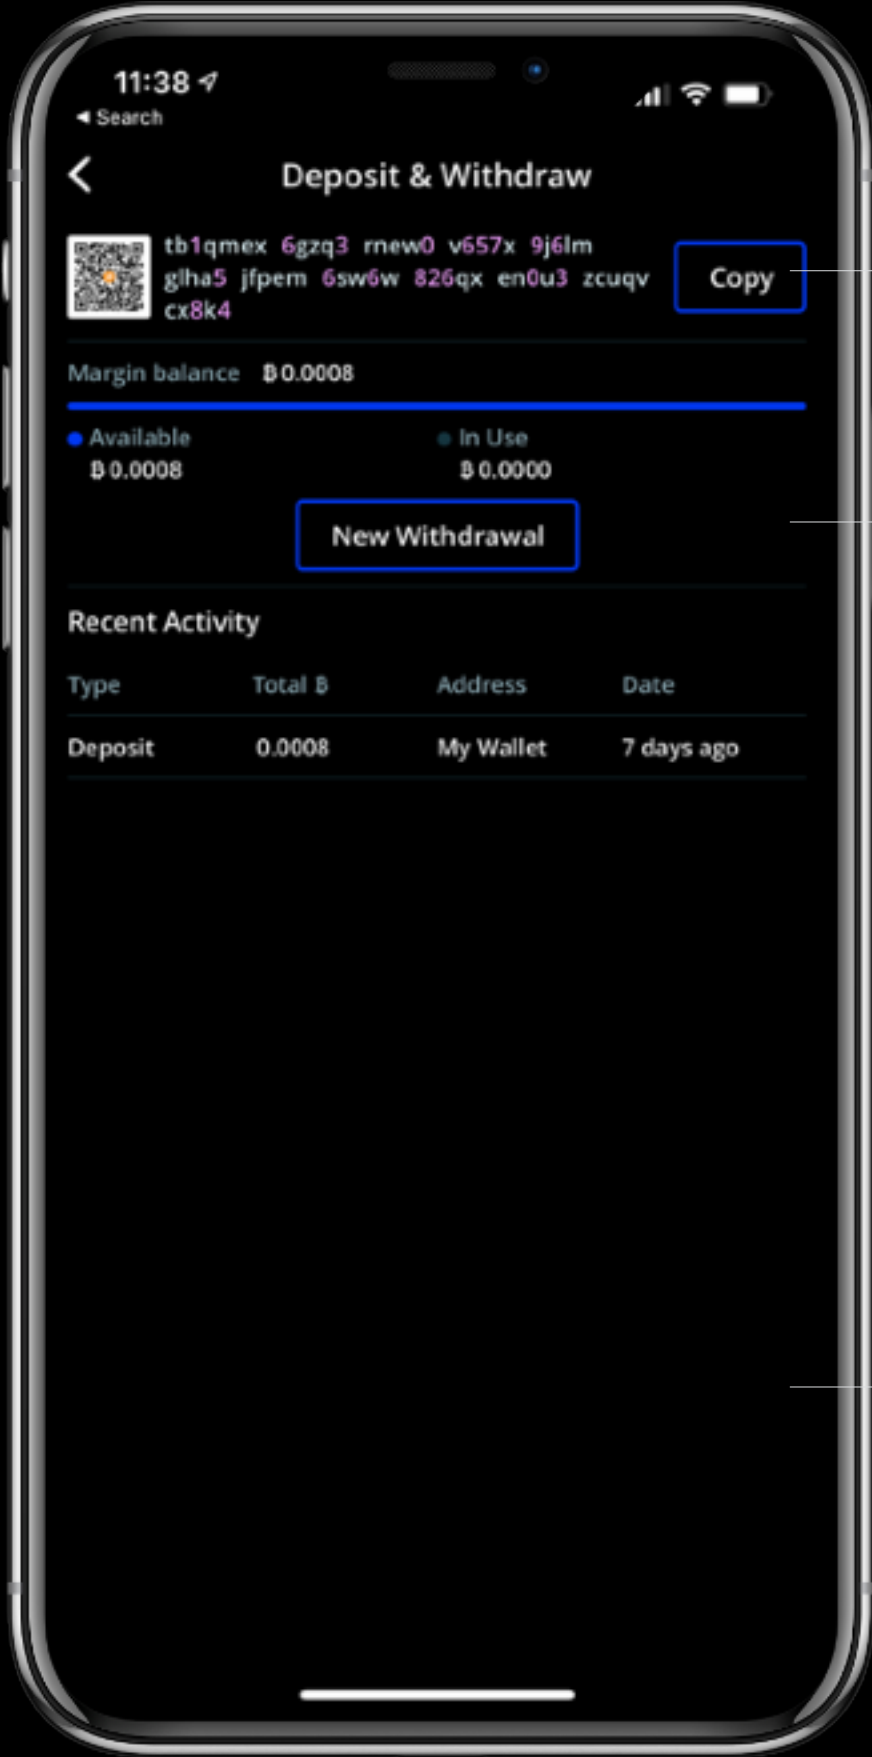 11:38
Search
Deposit & Withdraw
tb1qmex 6gzq3 rnew0 v657x 9j6lm
glha5 jfpem 6sw6w 826qx en0u3 zcuqv
cx8k4
Copy
Margin balance ₿0.0008
Available In Use
₿0.0008 ₿0.0000
New Withdrawal
Recent Activity
Type Total ₿ Address Date
Deposit 0.0008 My Wallet 7 days ago